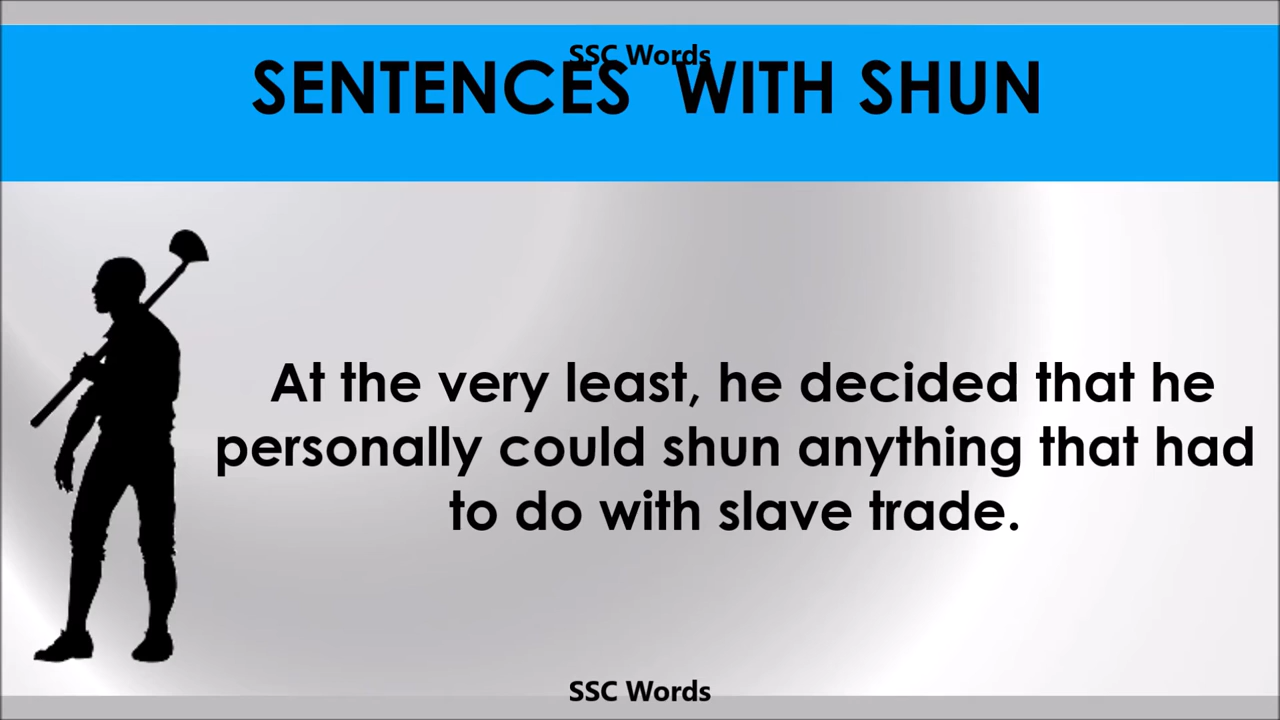 SSC Words
SENTENCES WITH SHUN
At the very least, he decided that he
personally could shun anything that had
to do with slave trade.
SSC Words